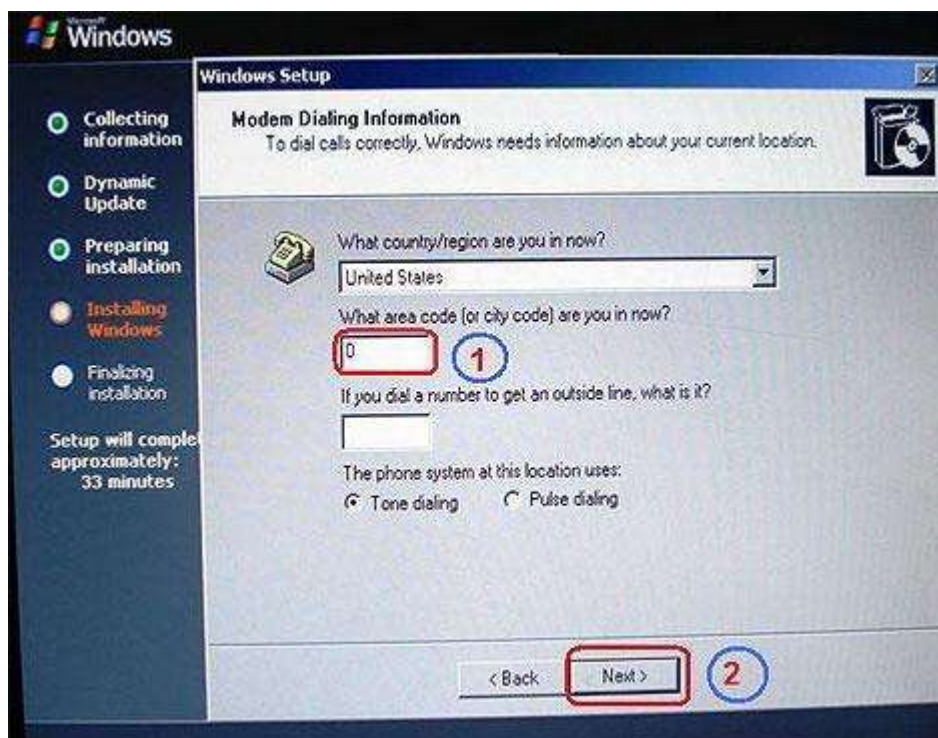 Microsoft
Windows
Windows Setup
Modem Dialing Information
To dial calls correctly, Windows needs information about your current location.
Collecting
information
Dynamic
Update
Preparing
installation
Installing
Windows
Finalizing
installation
Setup will complet
approximately:
33 minutes
What country/region are you in now?
United States
What area code (or city code) are you in now?
0
1
If you dial a number to get an outside line, what is it?
The phone system at this location uses:
Tone dialing
Pulse dialing
< Back
Next >
2